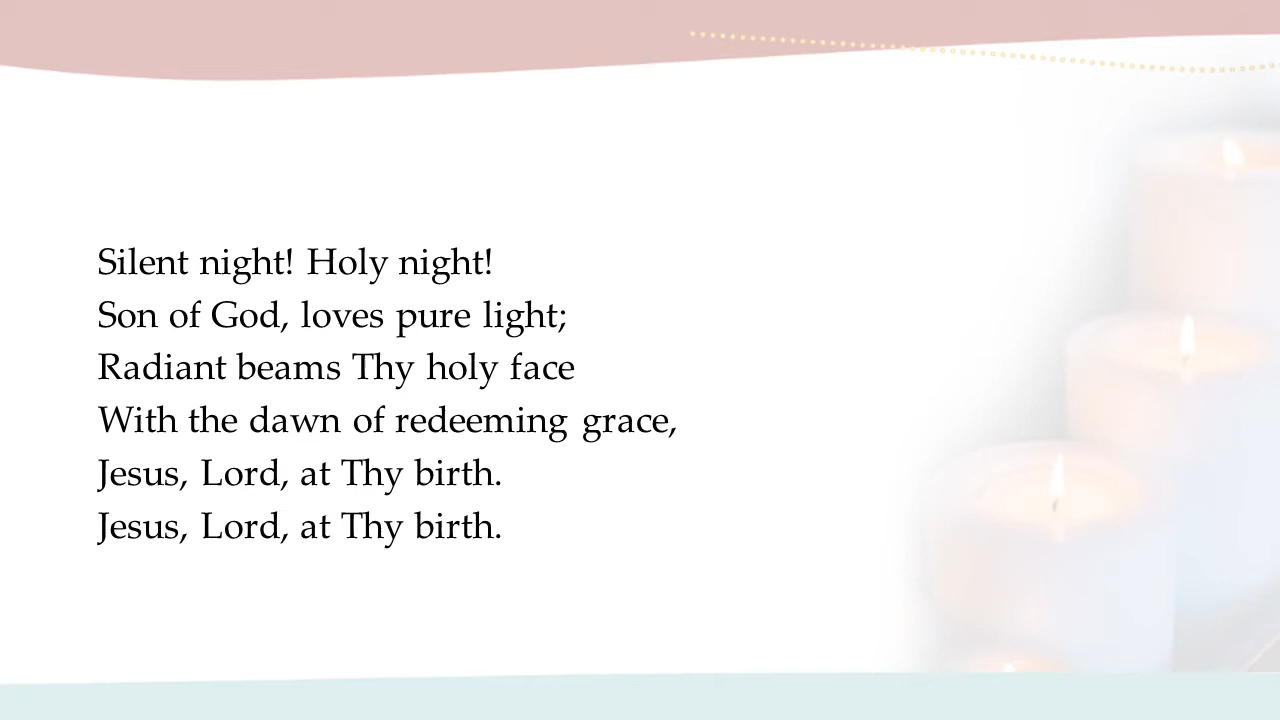 Silent night! Holy night!
Son of God, loves pure light;
Radiant beams Thy holy face
With the dawn of redeeming grace,
Jesus, Lord, at Thy birth.
Jesus, Lord, at Thy birth.